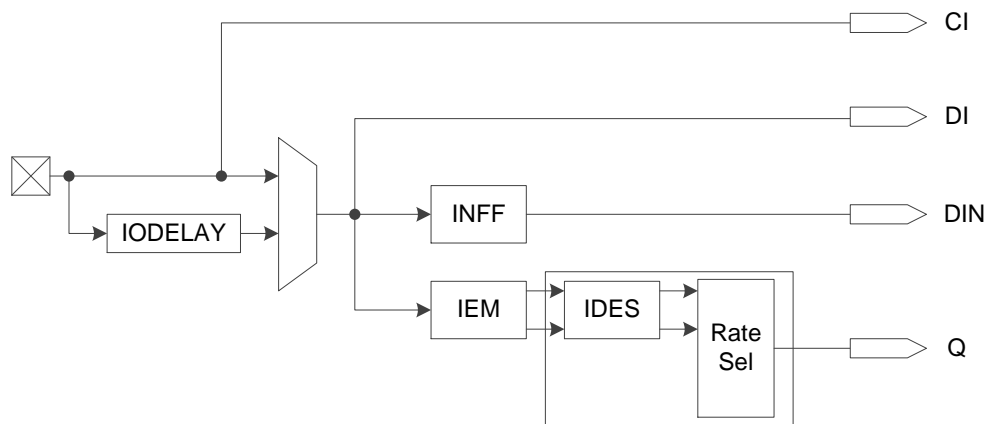 CI
DI
INFF
DIN
IODELAY
IEM
IDES
Rate
Sel
Q